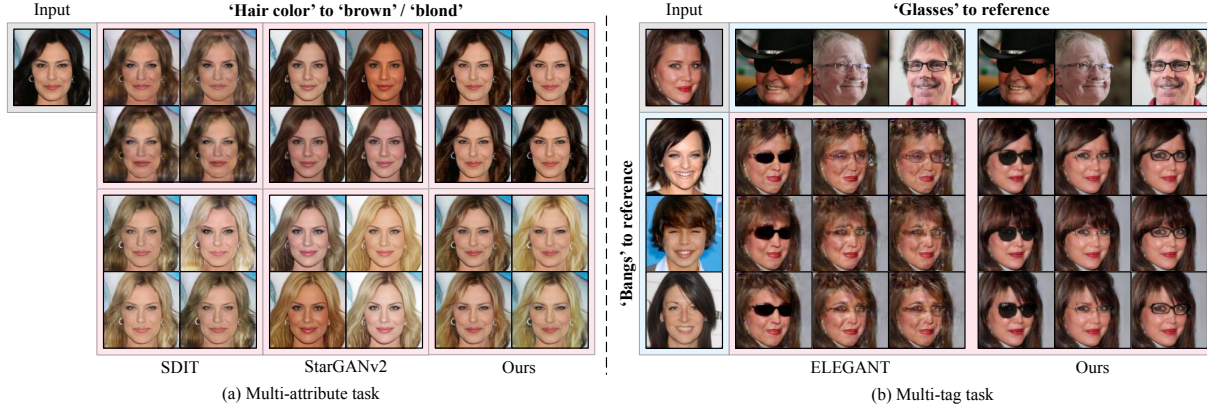 Input
'Hair color' to 'brown' / 'blond'
SDIT
StarGANv2
Ours
(a) Multi-attribute task
Input
'Glasses' to reference
'Bangs' to reference
ELEGANT
Ours
(b) Multi-tag task